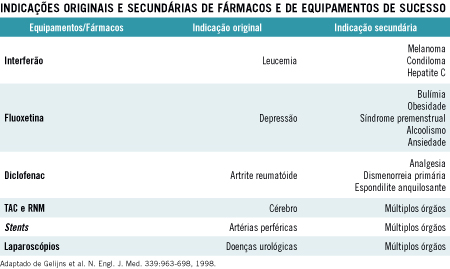 INDICAÇÕES ORIGINAIS E SECUNDÁRIAS DE FÁRMACOS E DE EQUIPAMENTOS DE SUCESSO
Equipamentos/Fármacos Indicação original Indicação secundária
Melanoma
Interferão Leucemia Condiloma
Hepatite C
Bulímia
Obesidade
Fluoxetina Depressão Síndrome premenstrual
Alcoolismo
Ansiedade
Analgesia
Diclofenac Artrite reumatóide Dismenorreia primária
Espondilite anquilosante
TAC e RNM Cérebro Múltiplos órgãos
Stents Artérias perféricas Múltiplos órgãos
Laparoscópios Doenças urológicas Múltiplos órgãos
Adaptado de Gelijns et al. N. Engl. J. Med. 339:963-698, 1998.